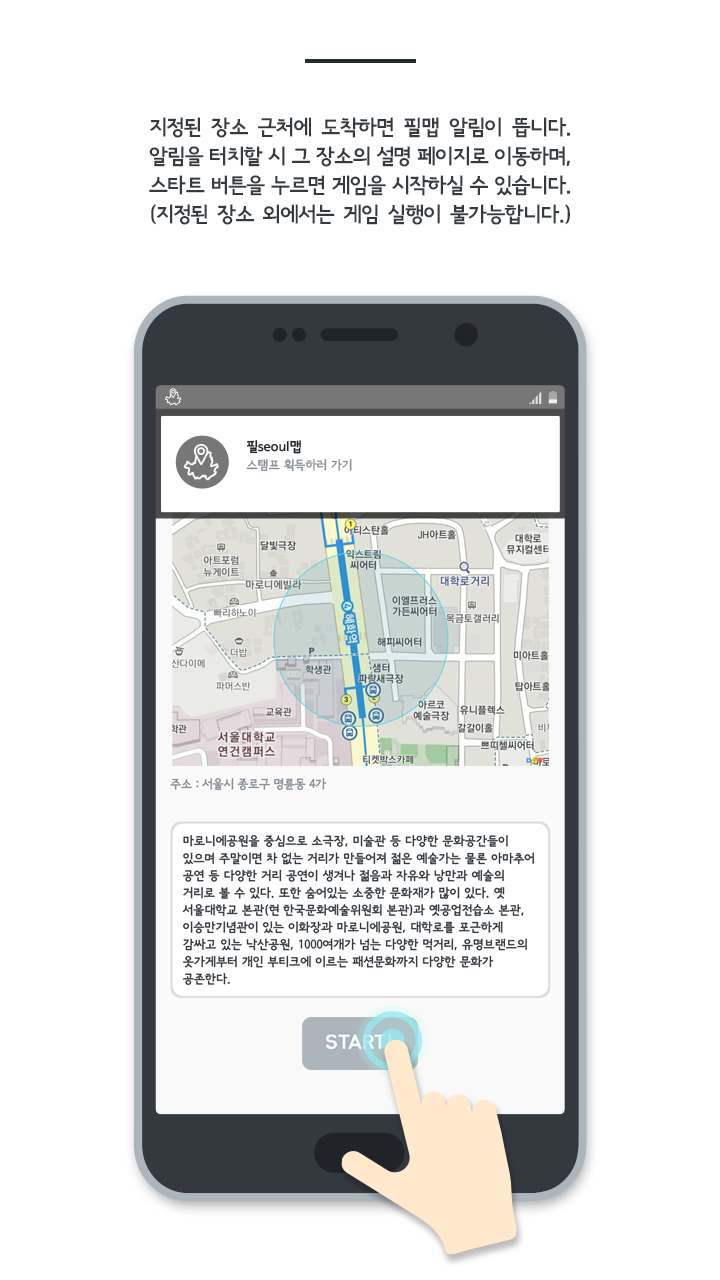 지정된 장소 근처에 도착하면 필맵 알림이 뜹니다.
알림을 터치할 시 그 장소의 설명 페이지로 이동하며,
스타트 버튼을 누르면 게임을 시작하실 수 있습니다.
(지정된 장소 외에서는 게임 실행이 불가능합니다.)
필seoul맵
스탬프 획득하러 가기
1
아티스탄홀
JH아트홀
대학로
뮤지컬센터
달빛극장
익스트림
씨어터
아트포럼
뉴게이트
마로니에빌라
대학로거리
이엘프러스
가든씨어터
빠리하노이
4 혜화역
목금토갤러리
해피씨어터
더밥
P
산다이메
학생관
샘터
파랑새극장
미아트홀
파머스반
탑아트홀
3
2
교육관
아르코
예술극장
유니플렉스
학관
갈갈이홀
비
서울대학교
연건캠퍼스
쁘띠첼씨어터
티켓박스카페
주소 : 서울시 종로구 명륜동 4가
마로니에공원을 중심으로 소극장, 미술관 등 다양한 문화공간들이
있으며 주말이면 차 없는 거리가 만들어져 젊은 예술가는 물론 아마추어
공연 등 다양한 거리 공연이 생겨나 젊음과 자유와 낭만과 예술의
거리로 볼 수 있다. 또한 숨어있는 소중한 문화재가 많이 있다. 옛
서울대학교 본관(현 한국문화예술위원회 본관)과 옛공업전습소 본관,
이승만기념관이 있는 이화장과 마로니에공원, 대학로를 포근하게
감싸고 있는 낙산공원, 1000여개가 넘는 다양한 먹거리, 유명브랜드의
옷가게부터 개인 부티크에 이르는 패션문화까지 다양한 문화가
공존한다.
START!